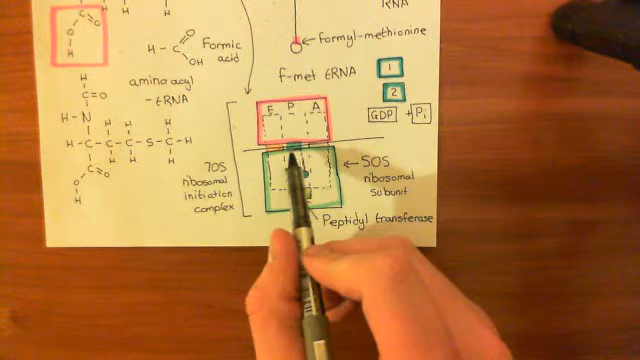 RNA
formyl-methionine
Formic
acid
H-C
O
OH
f-met tRNA
1
2
GDP + Pi
amino acyl
-tRNA
H
C=O
H-N H H H
H-C-C-C-S-C-H
H H H
C=O
O
H
E P A
70S
ribosomal
initiation
complex
50S
ribosomal
subunit
Peptidyl transferase